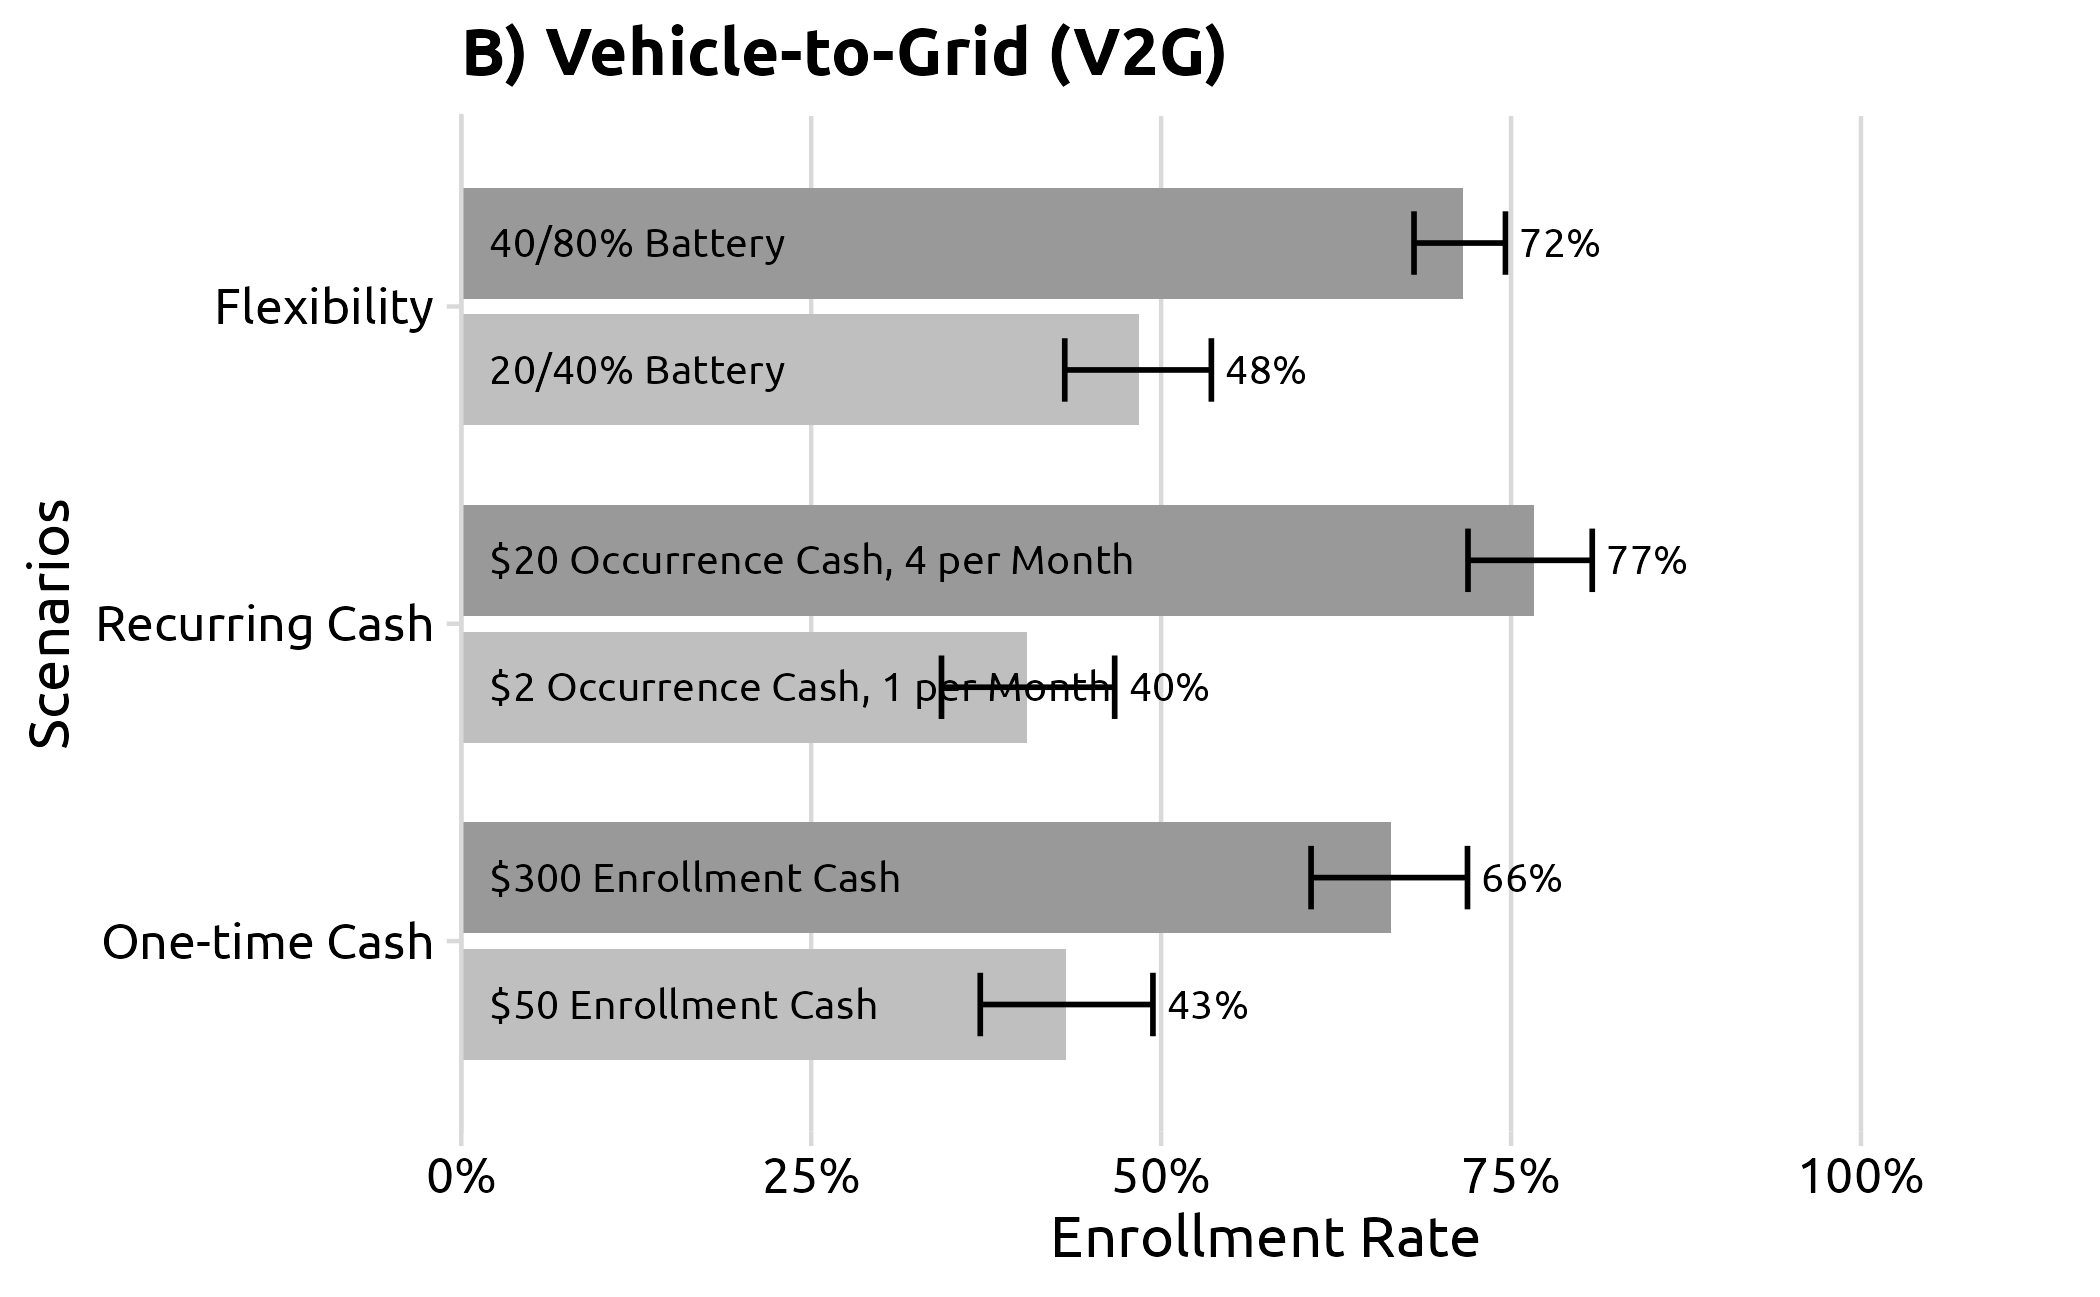 B) Vehicle-to-Grid (V2G)
Scenarios
Flexibility
40/80% Battery
72%
20/40% Battery
48%
Recurring Cash
$20 Occurrence Cash, 4 per Month
77%
$2 Occurrence Cash, 1 per Month
40%
One-time Cash
$300 Enrollment Cash
66%
$50 Enrollment Cash
43%
0% 25% 50% 75% 100%
Enrollment Rate